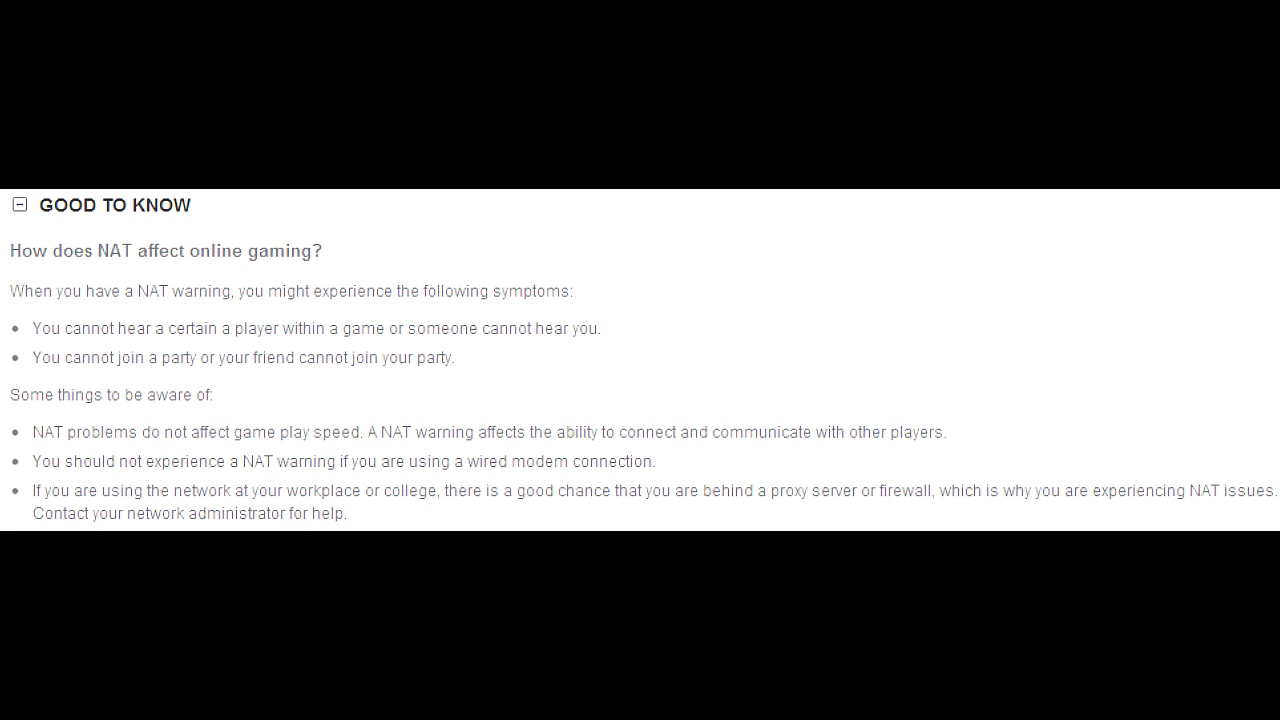 GOOD TO KNOW
How does NAT affect online gaming?
When you have a NAT warning, you might experience the following symptoms:
• You cannot hear a certain a player within a game or someone cannot hear you.
• You cannot join a party or your friend cannot join your party.
Some things to be aware of:
• NAT problems do not affect game play speed. A NAT warning affects the ability to connect and communicate with other players.
• You should not experience a NAT warning if you are using a wired modem connection.
• If you are using the network at your workplace or college, there is a good chance that you are behind a proxy server or firewall, which is why you are experiencing NAT issues.
Contact your network administrator for help.